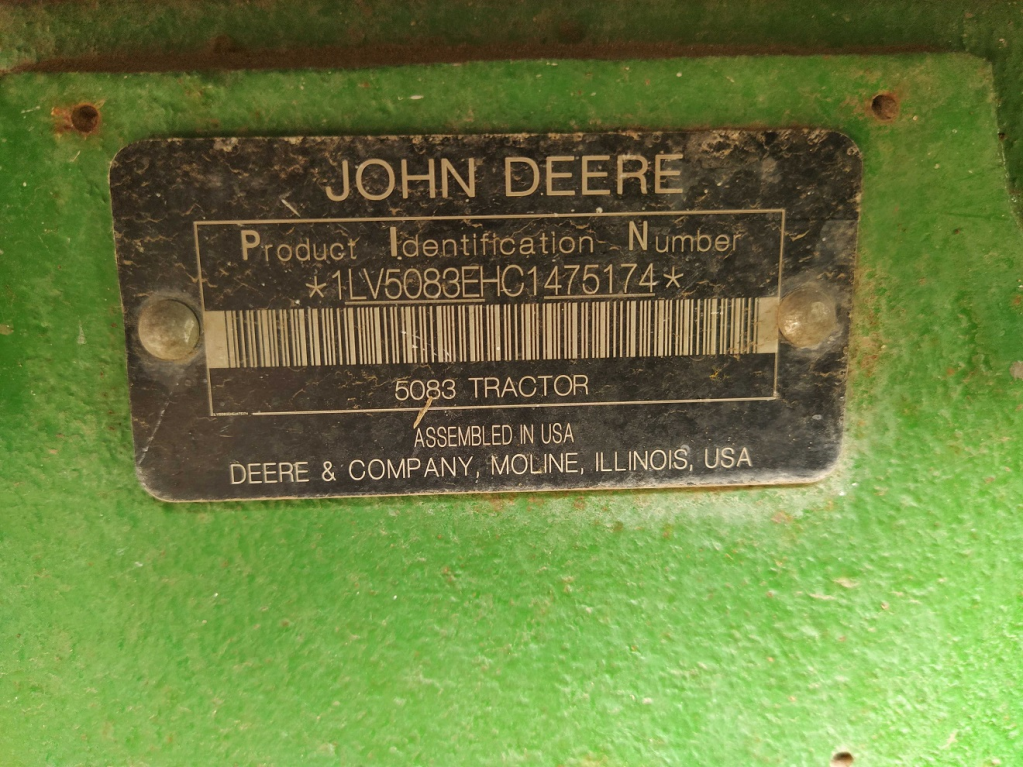 JOHN DEERE
Product Identification Number
*1LV5083EHC1475174*
5083 TRACTOR
ASSEMBLED IN USA
DEERE & COMPANY, MOLINE, ILLINOIS, USA